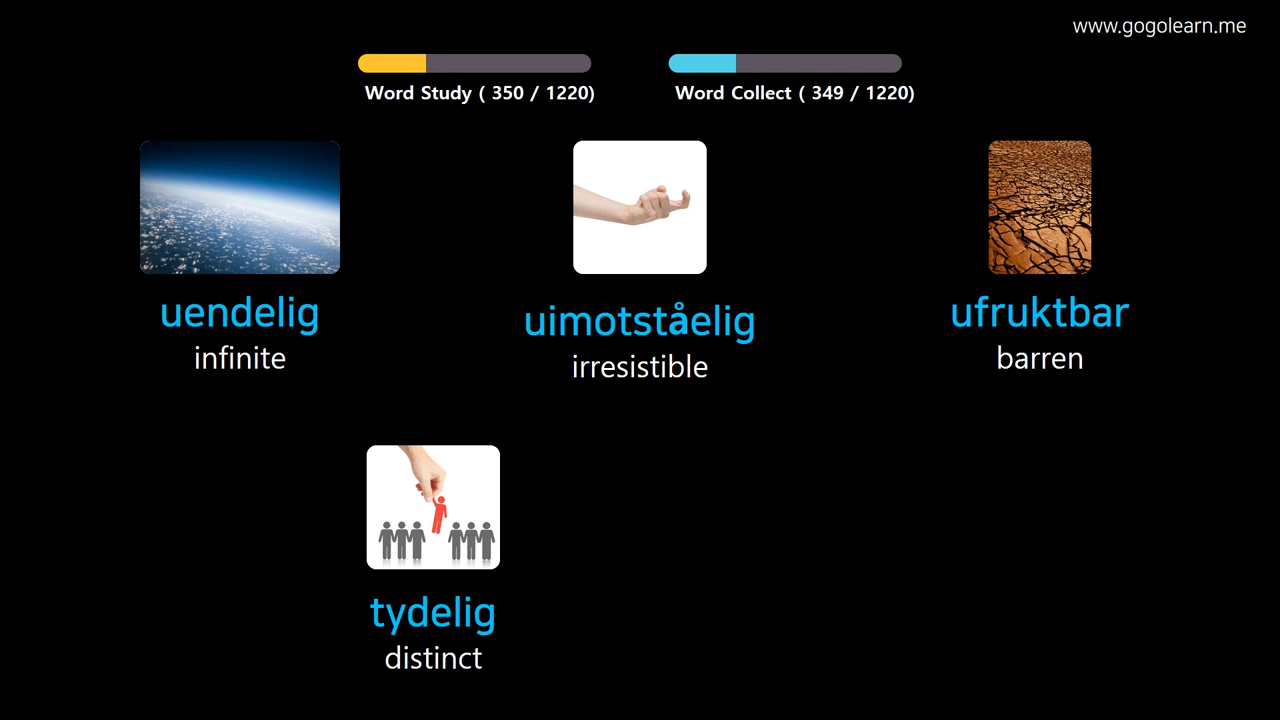 www.gogolearn.me
Word Study ( 350 / 1220)
Word Collect ( 349 / 1220)
uendelig
infinite
uimotståelig
irresistible
ufruktbar
barren
tydelig
distinct